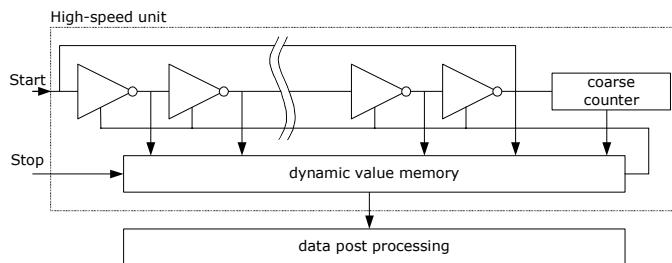 High-speed unit
Start
coarse
counter
Stop
dynamic value memory
data post processing